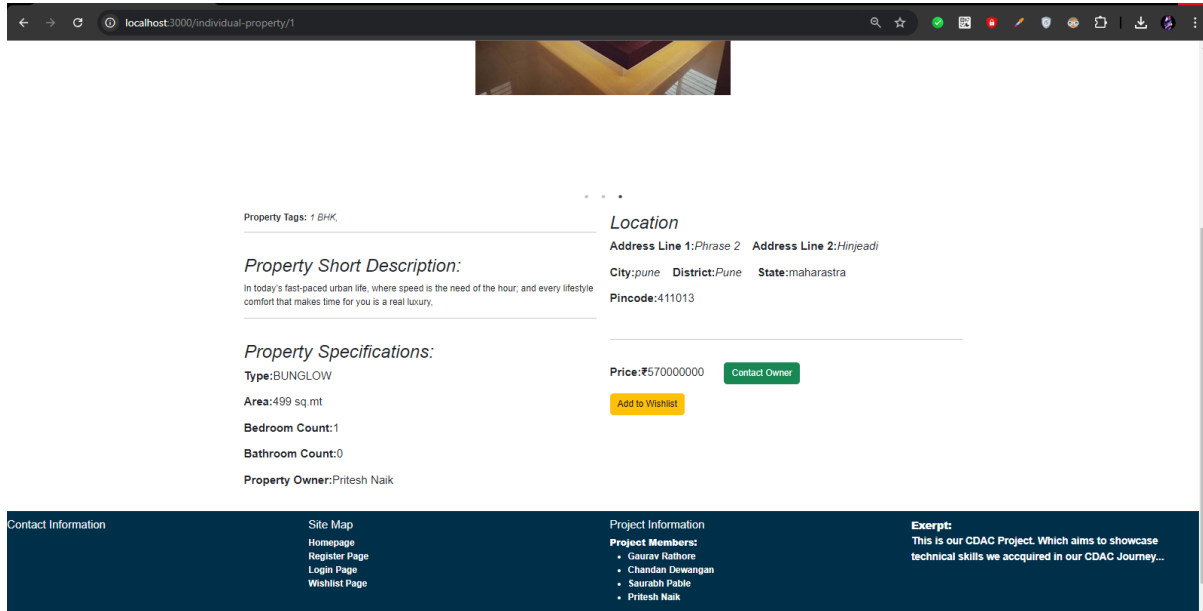 localhost:3000/individual-property/1
Property Tags: 1 BHK,
Property Short Description:
In today's fast-paced urban life, where speed is the need of the hour; and every lifestyle
comfort that makes time for you is a real luxury,
Property Specifications:
Type:BUNGLOW
Area:499 sq.mt
Bedroom Count:1
Bathroom Count:0
Property Owner:Pritesh Naik
Location
Address Line 1:Phrase 2 Address Line 2:Hinjeadi
City:pune District:Pune State:maharastra
Pincode:411013
Price:₹570000000 Contact Owner
Add to Wishlist
Contact Information
Site Map
Homepage
Register Page
Login Page
Wishlist Page
Project Information
Project Members:
• Gaurav Rathore
• Chandan Dewangan
• Saurabh Pable
• Pritesh Naik
Exerpt:
This is our CDAC Project. Which aims to showcase
technical skills we accquired in our CDAC Journey...